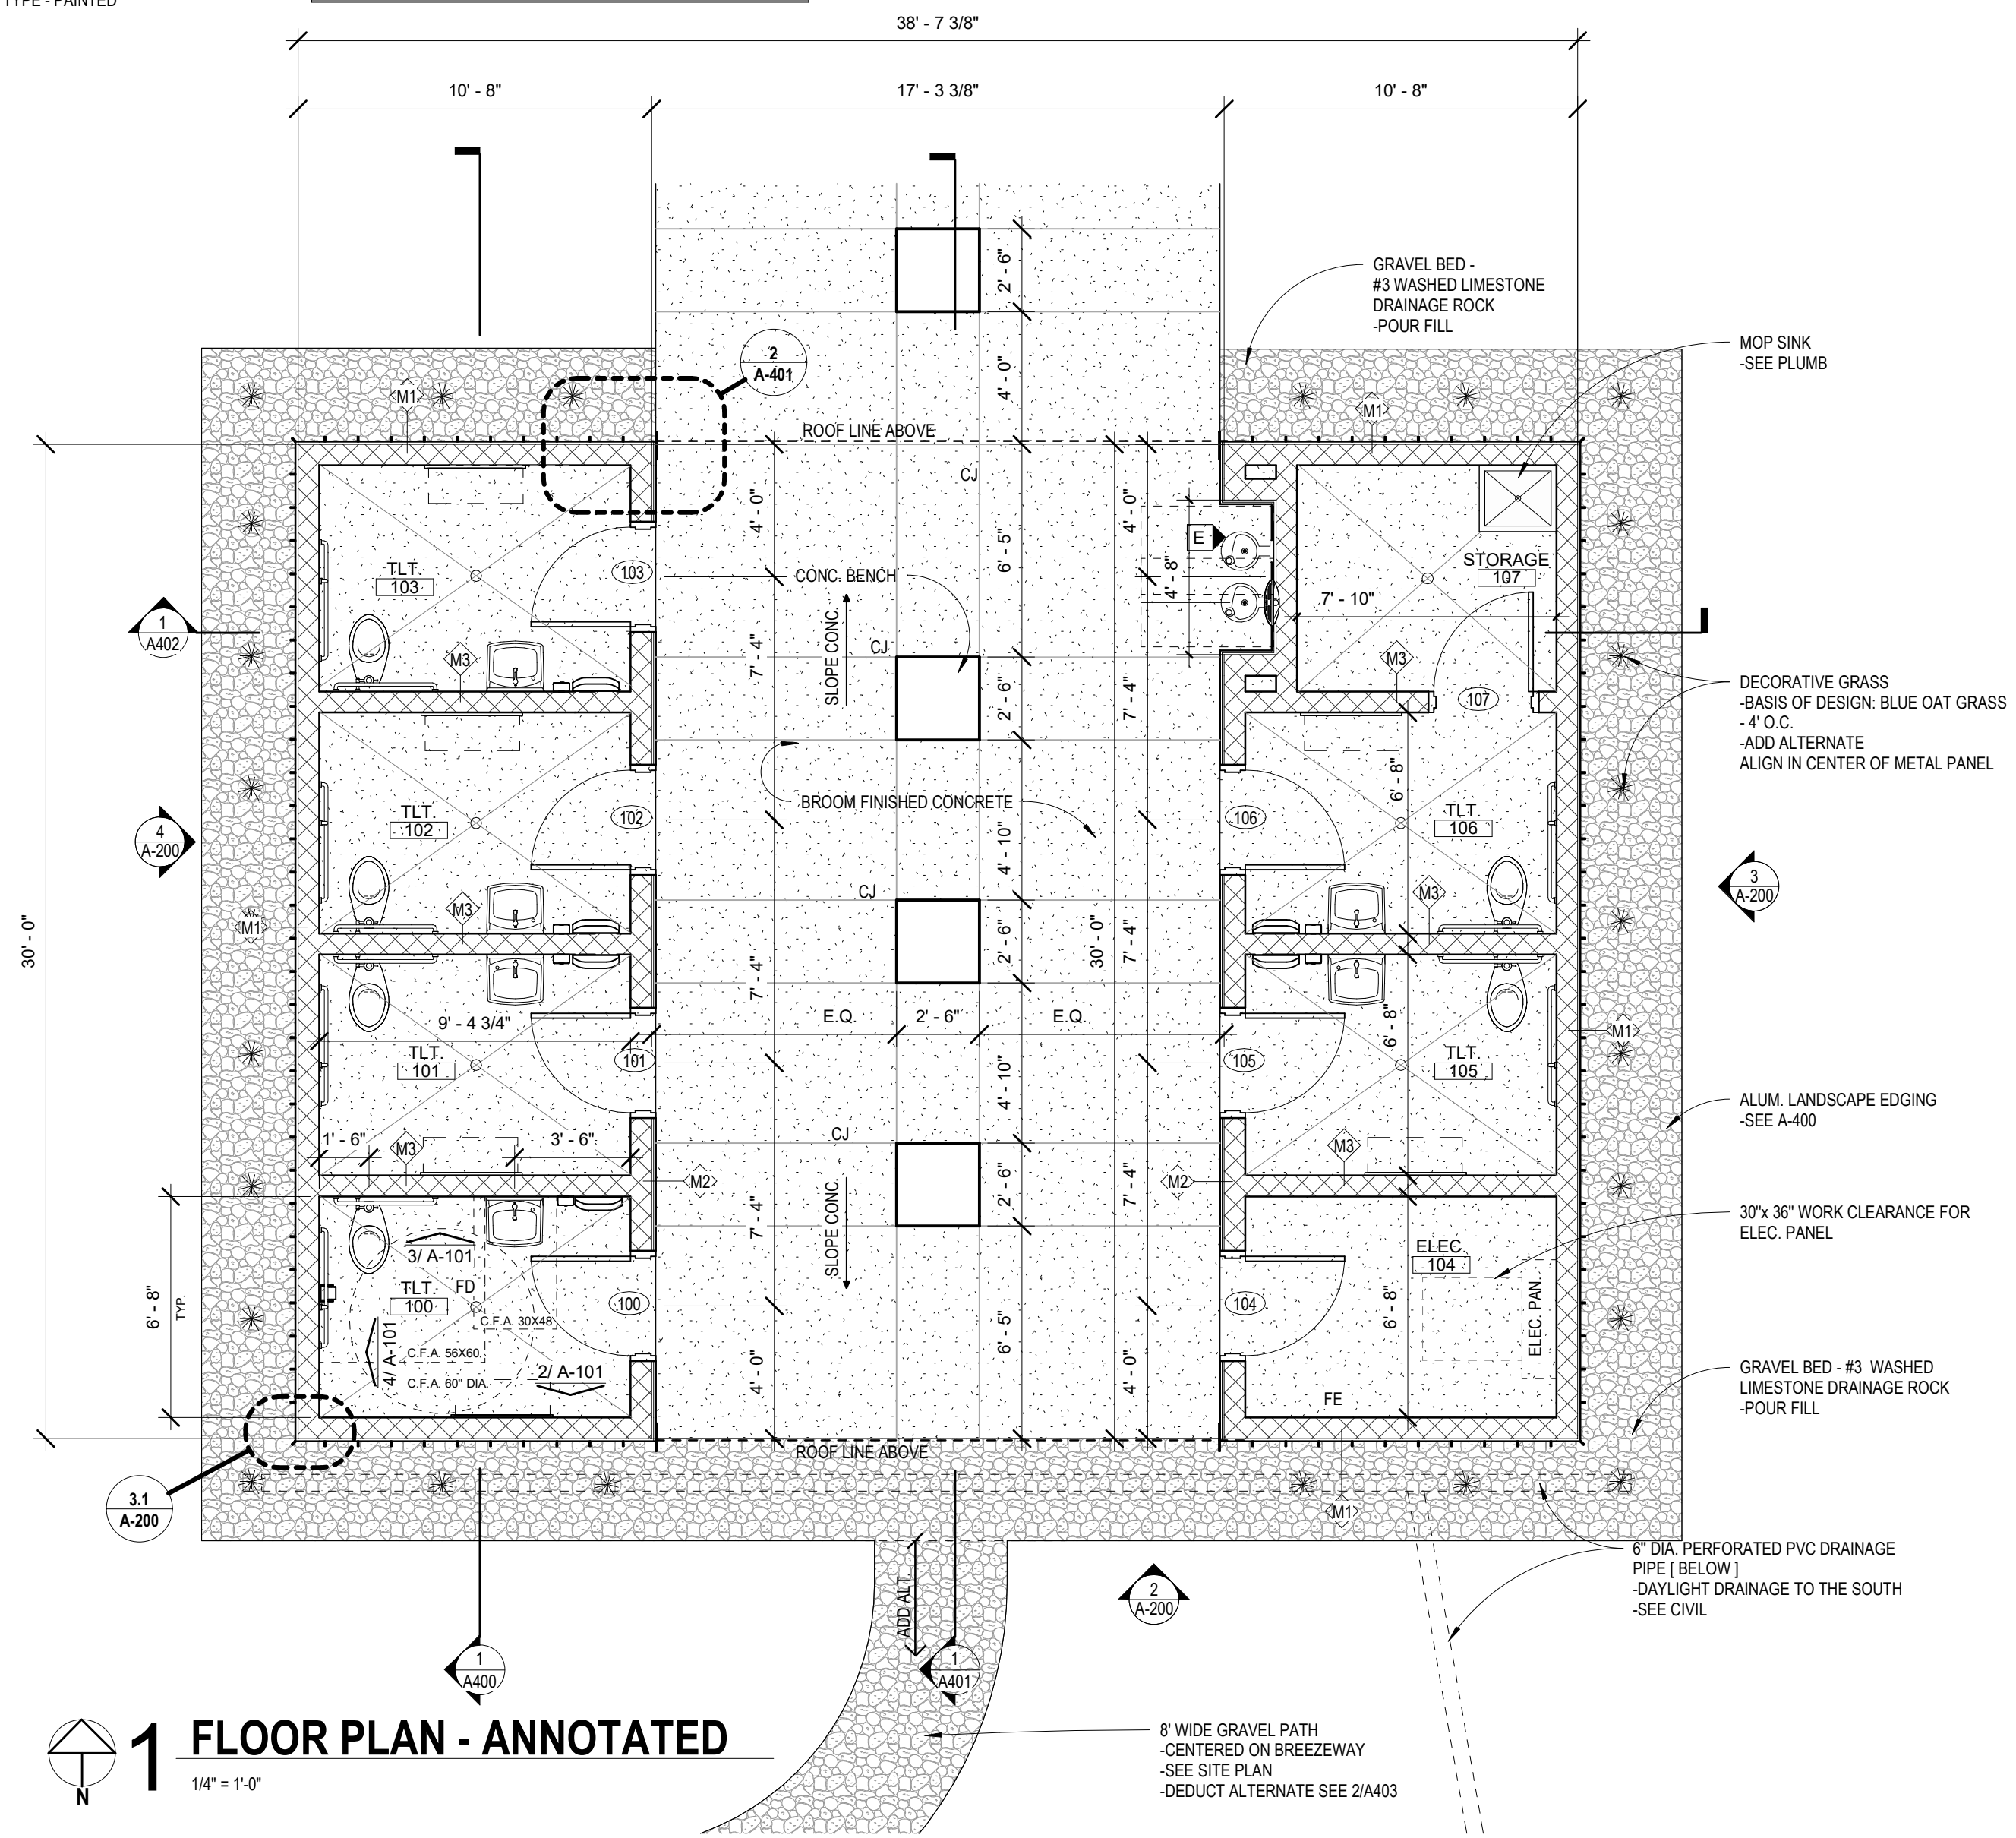 TYPE - PAINTED
38' - 7 3/8"
10' - 8"
17' - 3 3/8"
10' - 8"
2' - 6"
GRAVEL BED -
#3 WASHED LIMESTONE
DRAINAGE ROCK
-POUR FILL
MOP SINK
-SEE PLUMB
2
A-401
4' - 0"
M1
M1
ROOF LINE ABOVE
CJ
4' - 0"
6' - 5"
4' - 0"
E
4' - 8"
STORAGE
107
7' - 10"
TLT.
103
103
CONC. BENCH
SLOPE CONC.
1
A402
M3
7' - 4"
CJ
2' - 6"
7' - 4"
M3
107
DECORATIVE GRASS
-BASIS OF DESIGN: BLUE OAT GRASS
- 4' O.C.
-ADD ALTERNATE
ALIGN IN CENTER OF METAL PANEL
6' - 8"
TLT.
102
102
BROOM FINISHED CONCRETE
106
TLT.
106
4
A-200
4' - 10"
3
A-200
CJ
M3
M3
M1
30' - 0"
7' - 4"
2' - 6"
30' - 0"
7' - 4"
9' - 4 3/4"
E.Q.
2' - 6"
E.Q.
6' - 8"
M1
TLT.
101
101
105
TLT.
105
4' - 10"
ALUM. LANDSCAPE EDGING
-SEE A-400
1' - 6"
M3
3' - 6"
CJ
M3
M2
M2
7' - 4"
SLOPE CONC.
2' - 6"
7' - 4"
30"x 36" WORK CLEARANCE FOR
ELEC. PANEL
3/ A-101
ELEC.
104
TLT.
100
FD
100
104
6' - 8"
TYP.
C.F.A. 30X48
6' - 8"
ELEC. PAN.
4/ A-101
C.F.A. 56X60
C.F.A. 60" DIA.
2/ A-101
4' - 0"
6' - 5"
4' - 0"
FE
GRAVEL BED - #3 WASHED
LIMESTONE DRAINAGE ROCK
-POUR FILL
ROOF LINE ABOVE
3.1
A-200
M1
6" DIA. PERFORATED PVC DRAINAGE
PIPE [ BELOW ]
-DAYLIGHT DRAINAGE TO THE SOUTH
-SEE CIVIL
ADD ALT.
2
A-200
1
A400
1
A401
N
1
FLOOR PLAN - ANNOTATED
1/4" = 1'-0"
8' WIDE GRAVEL PATH
-CENTERED ON BREEZEWAY
-SEE SITE PLAN
-DEDUCT ALTERNATE SEE 2/A403